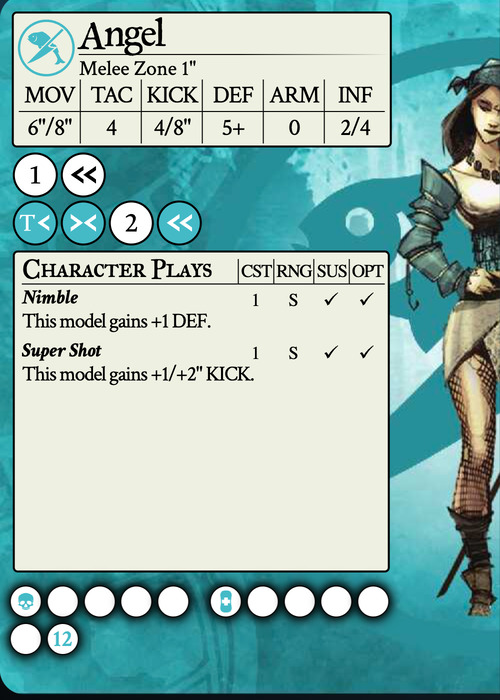 Angel
Melee Zone 1"
MOV TAC KICK DEF ARM INF
6"/8" 4 4/8" 5+ 0 2/4
1 <<
T< >< 2 <<
Character Plays CST RNG SUS OPT
Nimble 1 S ✓ ✓
This model gains +1 DEF.
Super Shot 1 S ✓ ✓
This model gains +1/+2" KICK.
12